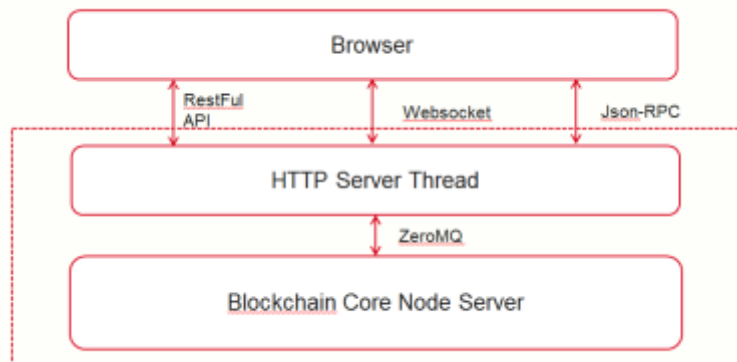 Browser
RestFul
API
Websocket
Json-RPC
HTTP Server Thread
ZeroMQ
Blockchain Core Node Server